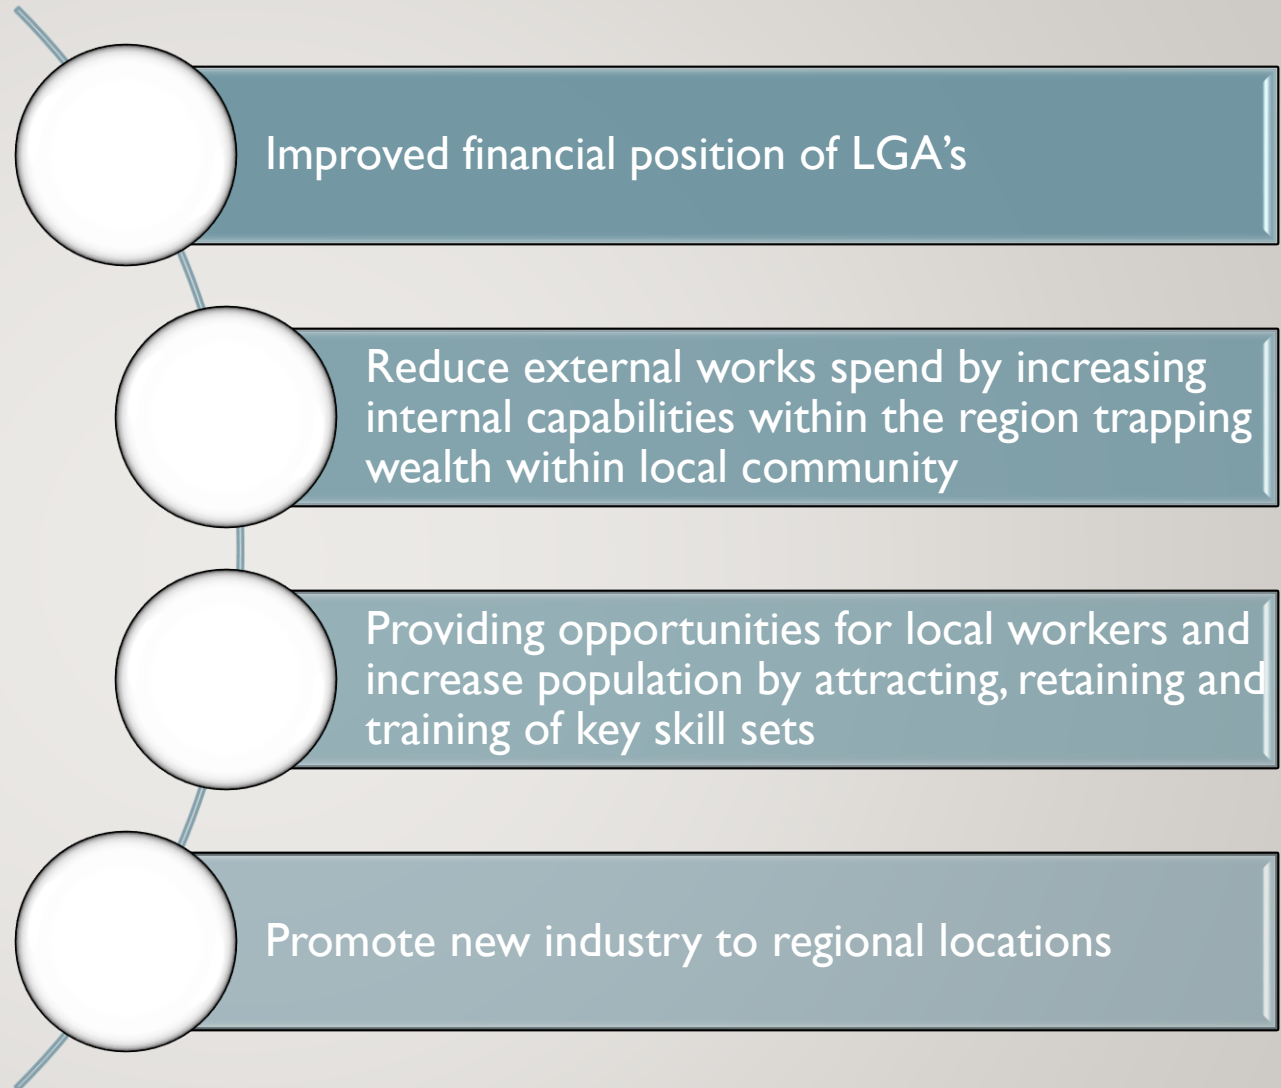 Improved financial position of LGA’s
Reduce external works spend by increasing
internal capabilities within the region trapping
wealth within local community
Providing opportunities for local workers and
increase population by attracting, retaining and
training of key skill sets
Promote new industry to regional locations